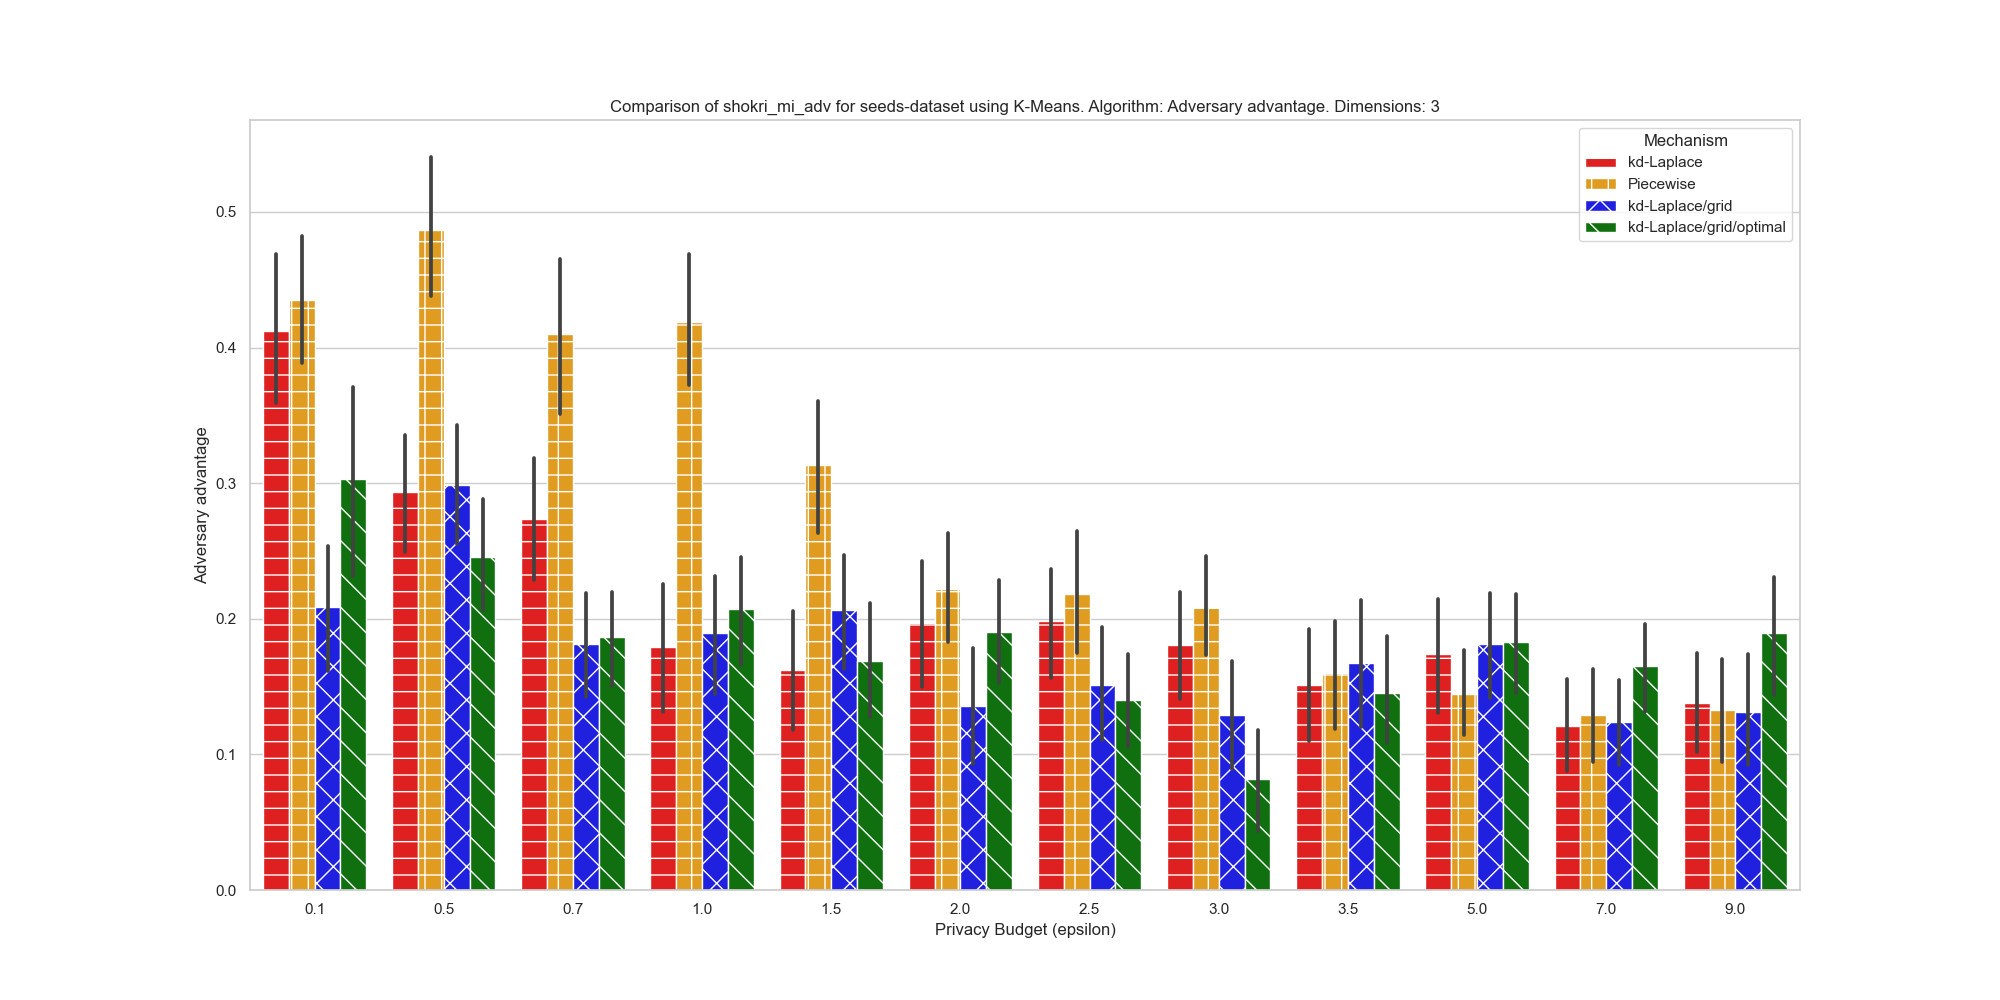 Comparison of shokri_mi_adv for seeds-dataset using K-Means. Algorithm: Adversary advantage. Dimensions: 3
Mechanism
kd-Laplace
Piecewise
kd-Laplace/grid
kd-Laplace/grid/optimal
Adversary advantage
0.5
0.4
0.3
0.2
0.1
0.0
0.1 0.5 0.7 1.0 1.5 2.0 2.5 3.0 3.5 5.0 7.0 9.0
Privacy Budget (epsilon)